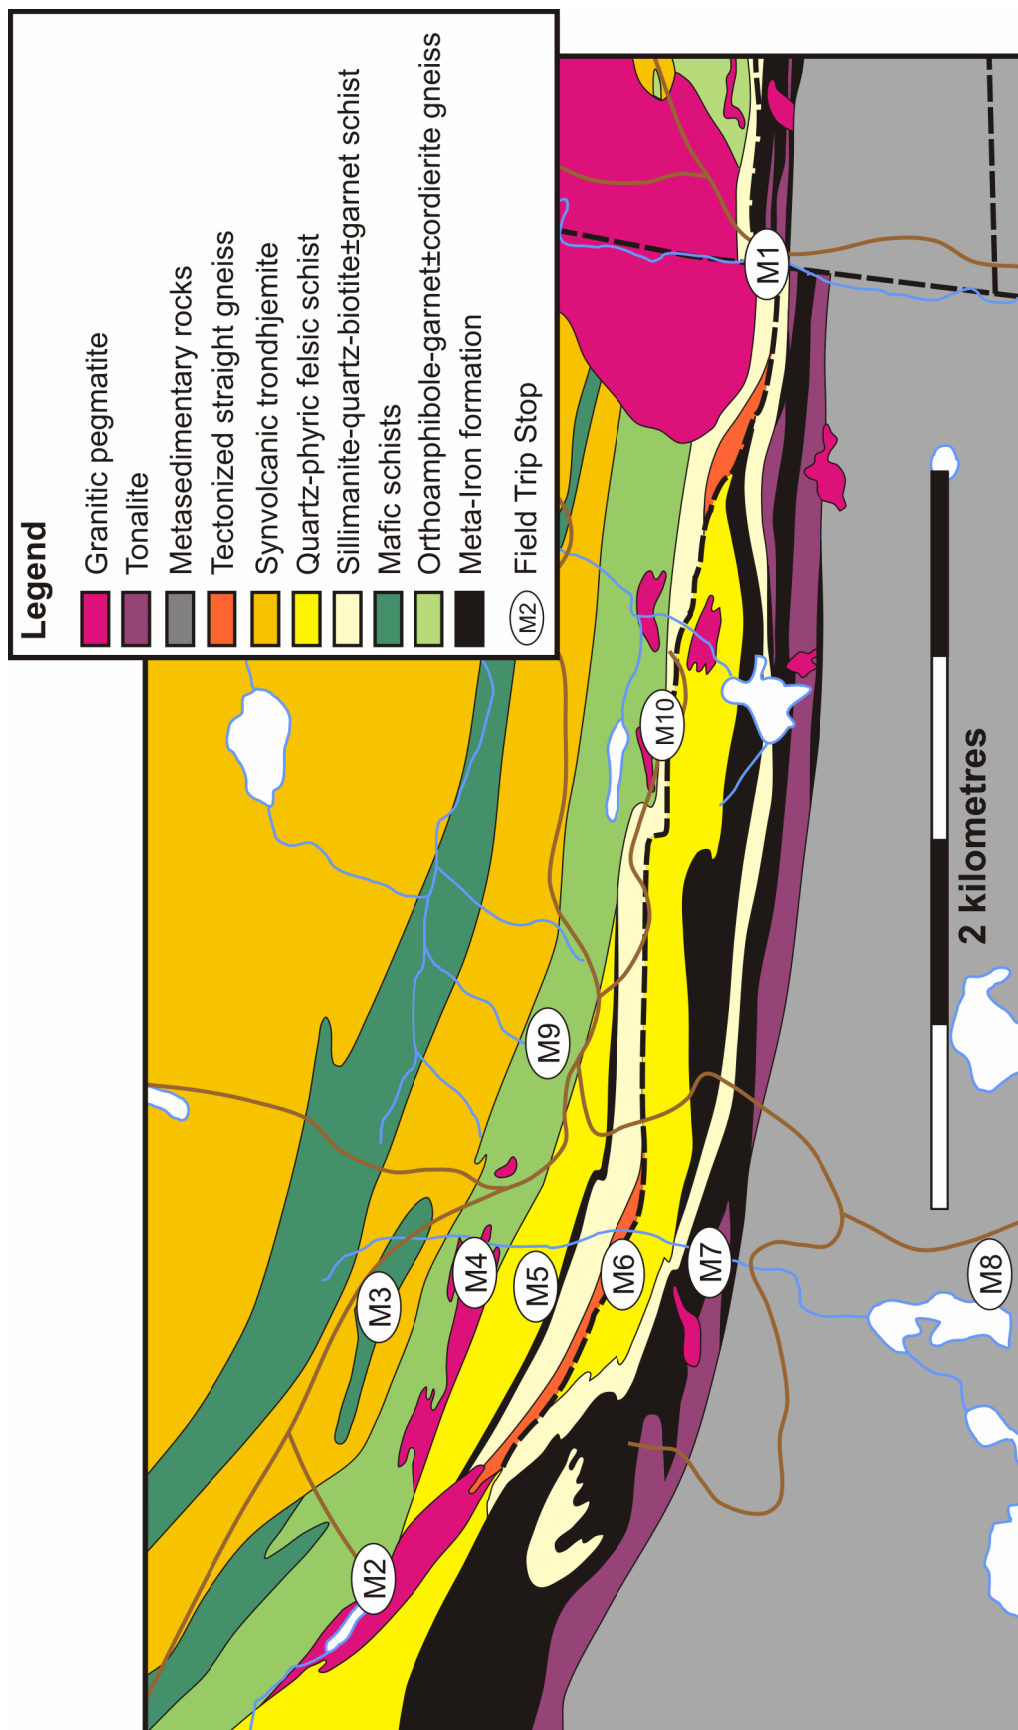 Legend
Granitic pegmatite
Tonalite
Metasedimentary rocks
Tectonized straight gneiss
Synvolcanic trondhjemite
Quartz-phyric felsic schist
Sillimanite-quartz-biotite±garnet schist
Mafic schists
Orthoamphibole-garnet±cordierite gneiss
Meta-Iron formation
M2 Field Trip Stop
M1
M2
M3
M4
M5
M6
M7
M8
M9
M10
2 kilometres